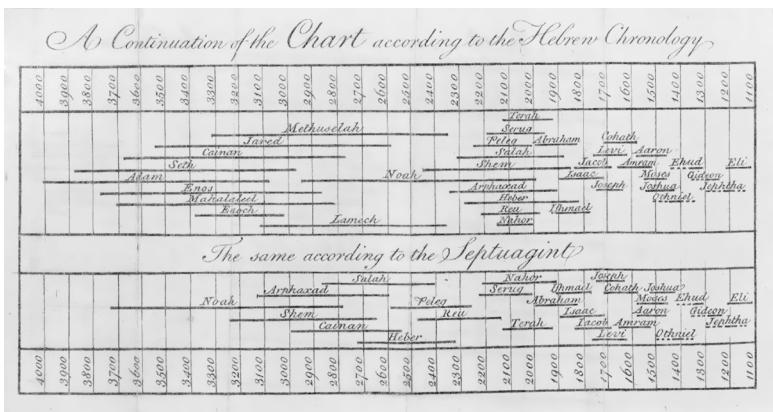 A Continuation of the Chart according to the Hebrew Chronology
4000 3900 3800 3700 3600 3500 3400 3300 3200 3100 3000 2900 2800 2700 2600 2500 2400 2300 2200 2100 2000 1900 1800 1700 1600 1500 1400 1300 1200 1100
Terah
Methuselah Serug
Jared Peleg Abraham Cohath
Cainan Salah Levi Aaron
Seth Shem Jacob Amram Ehud Eli
Adam Noah Isaac Moses Gideon
Enos Arphaxad Joseph Joshua Jephtha
Mahalaleel Heber Othniel
Enoch Reu Ishmael
Lamech Nahor
The same according to the Septuagint
Salah Nahor Joseph
Arphaxad Serug Ishmael Cohath Joshua
Noah Peleg Abraham Moses Ehud Eli
Shem Reu Isaac Aaron Gideon
Cainan Terah Jacob Amram Jephtha
Heber Levi Othniel
4000 3900 3800 3700 3600 3500 3400 3300 3200 3100 3000 2900 2800 2700 2600 2500 2400 2300 2200 2100 2000 1900 1800 1700 1600 1500 1400 1300 1200 1100